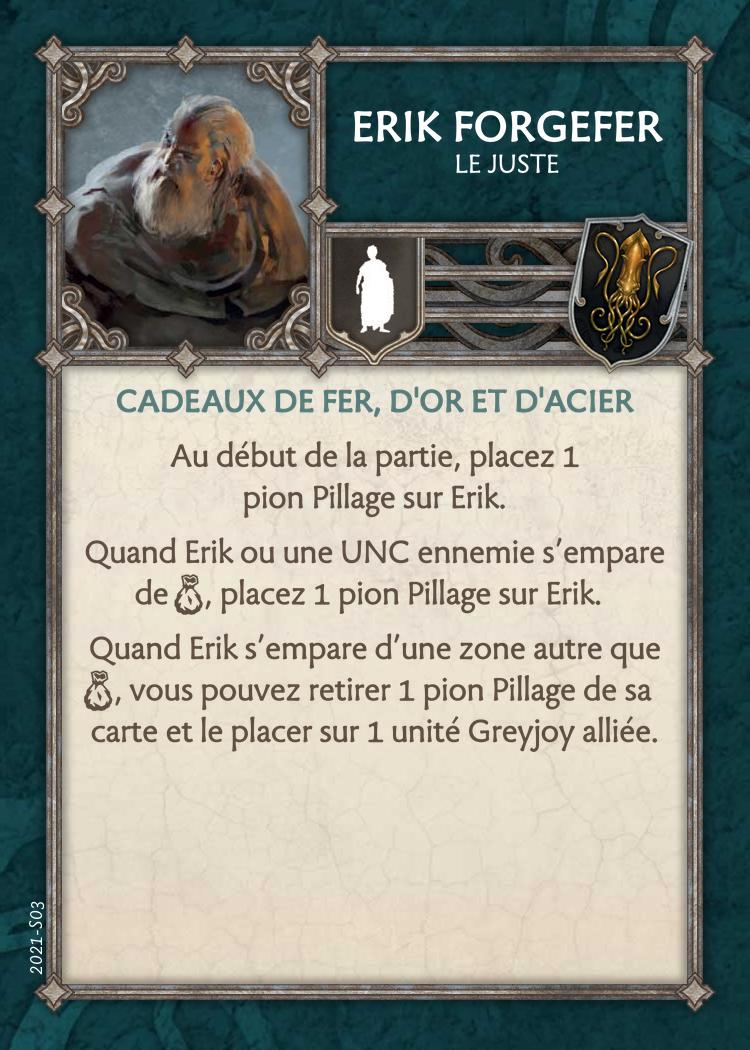 ERIK FORGEFER
LE JUSTE
CADEAUX DE FER, D'OR ET D'ACIER
Au début de la partie, placez 1
pion Pillage sur Erik.
Quand Erik ou une UNC ennemie s’empare
de , placez 1 pion Pillage sur Erik.
Quand Erik s’empare d’une zone autre que
, vous pouvez retirer 1 pion Pillage de sa
carte et le placer sur 1 unité Greyjoy alliée.
2021-S03